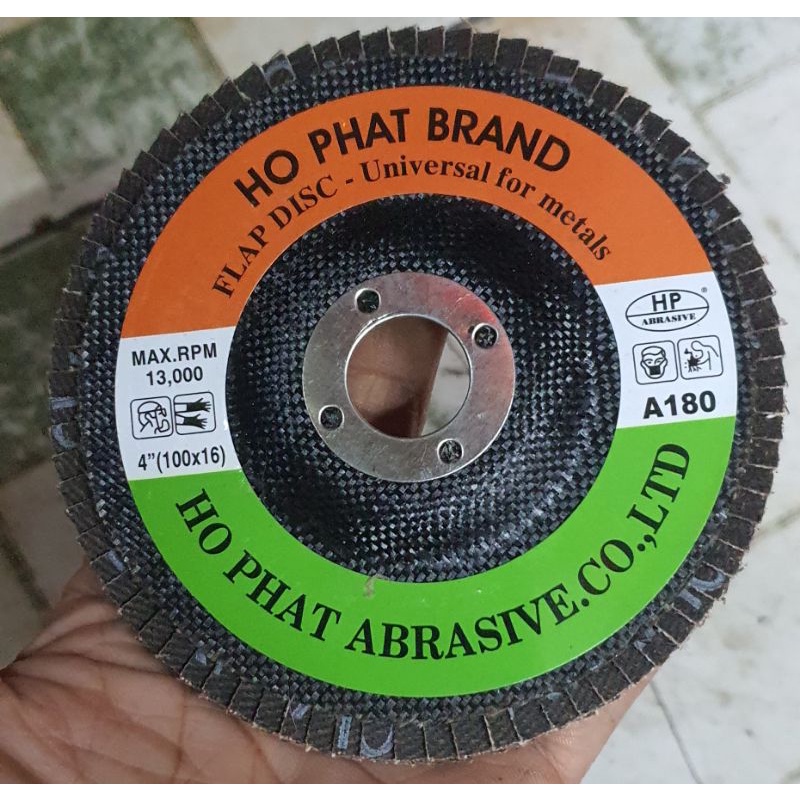 HO PHAT BRAND
FLAP DISC - Universal for metals
MAX.RPM
13,000
4”(100x16)
HP
®
ABRASIVE
A180
HO PHAT ABRASIVE.CO.,LTD